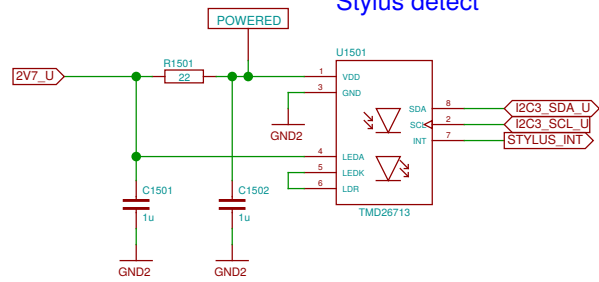 Stylus detect
POWERED
U1501
2V7_U
R1501
22
1 VDD
3 GND
GND2
SDA 8 I2C3_SDA_U
SCL 2 I2C3_SCL_U
INT 7 STYLUS_INT
4 LEDA
5 LEDK
6 LDR
TMD26713
C1501
1u
GND2
C1502
1u
GND2